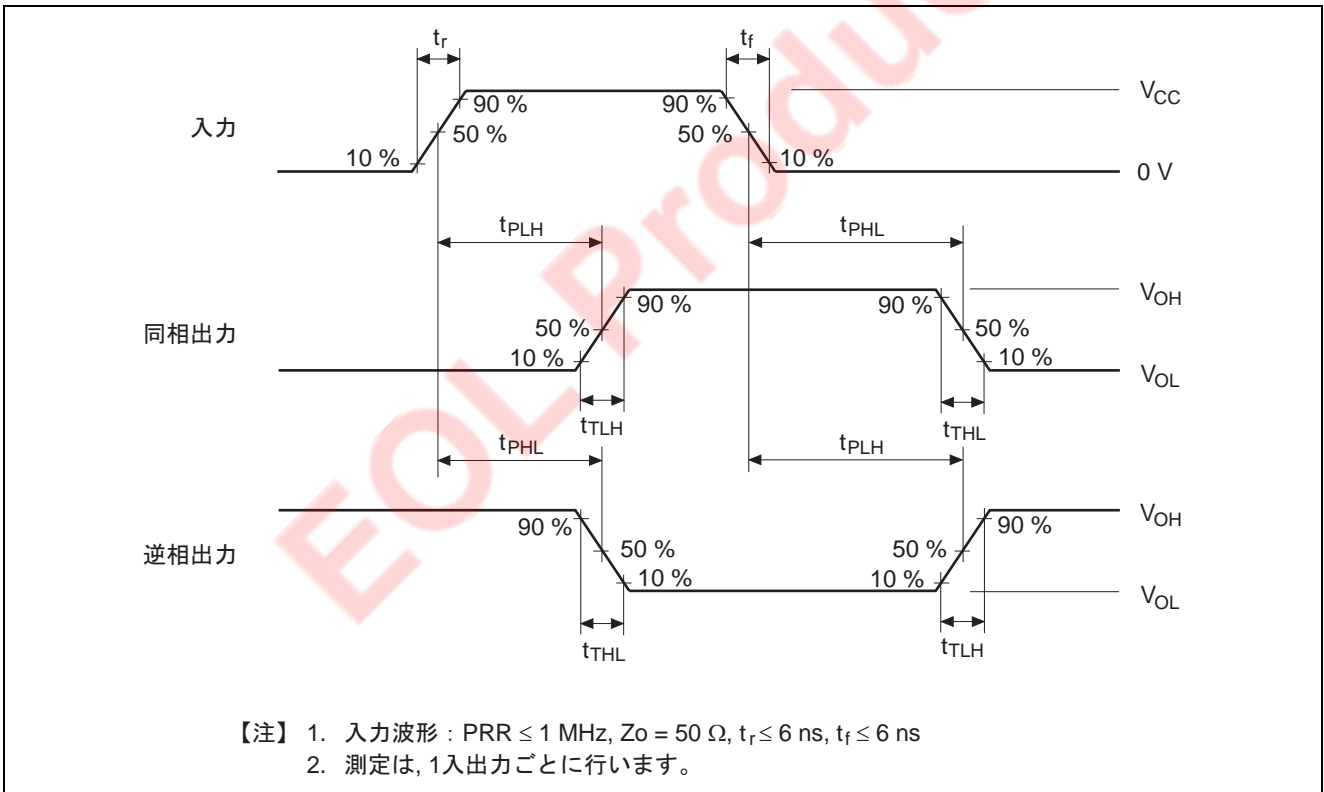 tr tf
90 % 90 % VCC
入力 50 % 50 %
10 % 10 % 0 V
tPLH tPHL
90 % 90 % VOH
同相出力 50 % 50 %
10 % 10 % VOL
tTLH tTHL
tPHL tPLH
90 % 90 % VOH
逆相出力 50 % 50 %
10 % 10 % VOL
tTHL tTLH
【注】 1. 入力波形：PRR ≤ 1 MHz, Zo = 50 Ω, tr ≤ 6 ns, tf ≤ 6 ns
2. 測定は, 1入出力ごとに行います。
EOL Produ